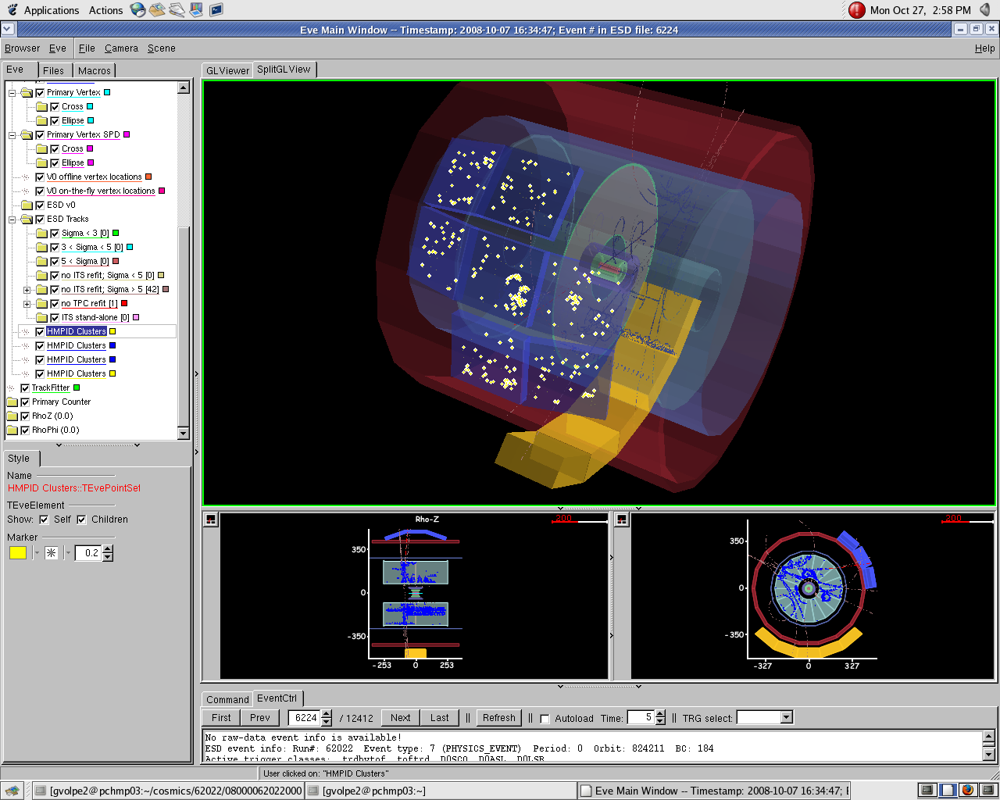 Applications Actions Mon Oct 27, 2:58 PM
Eve Main Window -- Timestamp: 2008-10-07 16:34:47; Event # in ESD file: 6224
Browser Eve File Camera Scene Help
Eve Files Macros GLViewer SplitGLView
Primary Vertex
Cross
Ellipse
Primary Vertex SPD
Cross
Ellipse
V0 offline vertex locations
V0 on-the-fly vertex locations
ESD v0
ESD Tracks
Sigma < 3 [0]
3 < Sigma < 5 [0]
5 < Sigma [0]
no ITS refit; Sigma < 5 [0]
no ITS refit; Sigma > 5 [42]
no TPC refit [1]
ITS stand-alone [0]
HMPID Clusters
HMPID Clusters
HMPID Clusters
HMPID Clusters
TrackFitter
Primary Counter
RhoZ (0.0)
RhoPhi (0.0)
Style
Name
HMPID Clusters::TEvePointSet
TEveElement
Show: Self Children
Marker
0.2
Rho-Z
200
350
0
-350
-253 0 253
200
350
0
-350
-327 0 327
Command EventCtrl
First Prev 6224 / 12412 Next Last || Refresh || Autoload Time: 5 || TRG select:
No raw-data event info is available!
ESD event info: Run#: 62022 Event type: 7 (PHYSICS_EVENT) Period: 0 Orbit: 824211 BC: 184
Active trigger classes: trdbytof toftrd D0SCO D0ASL D0LSR
User clicked on: "HMPID Clusters"
[gvolpe2@pchmp03:~/cosmics/62022/08000062022000 [gvolpe2@pchmp03:~] Eve Main Window -- Timestamp: 2008-10-07 16:34:47; E